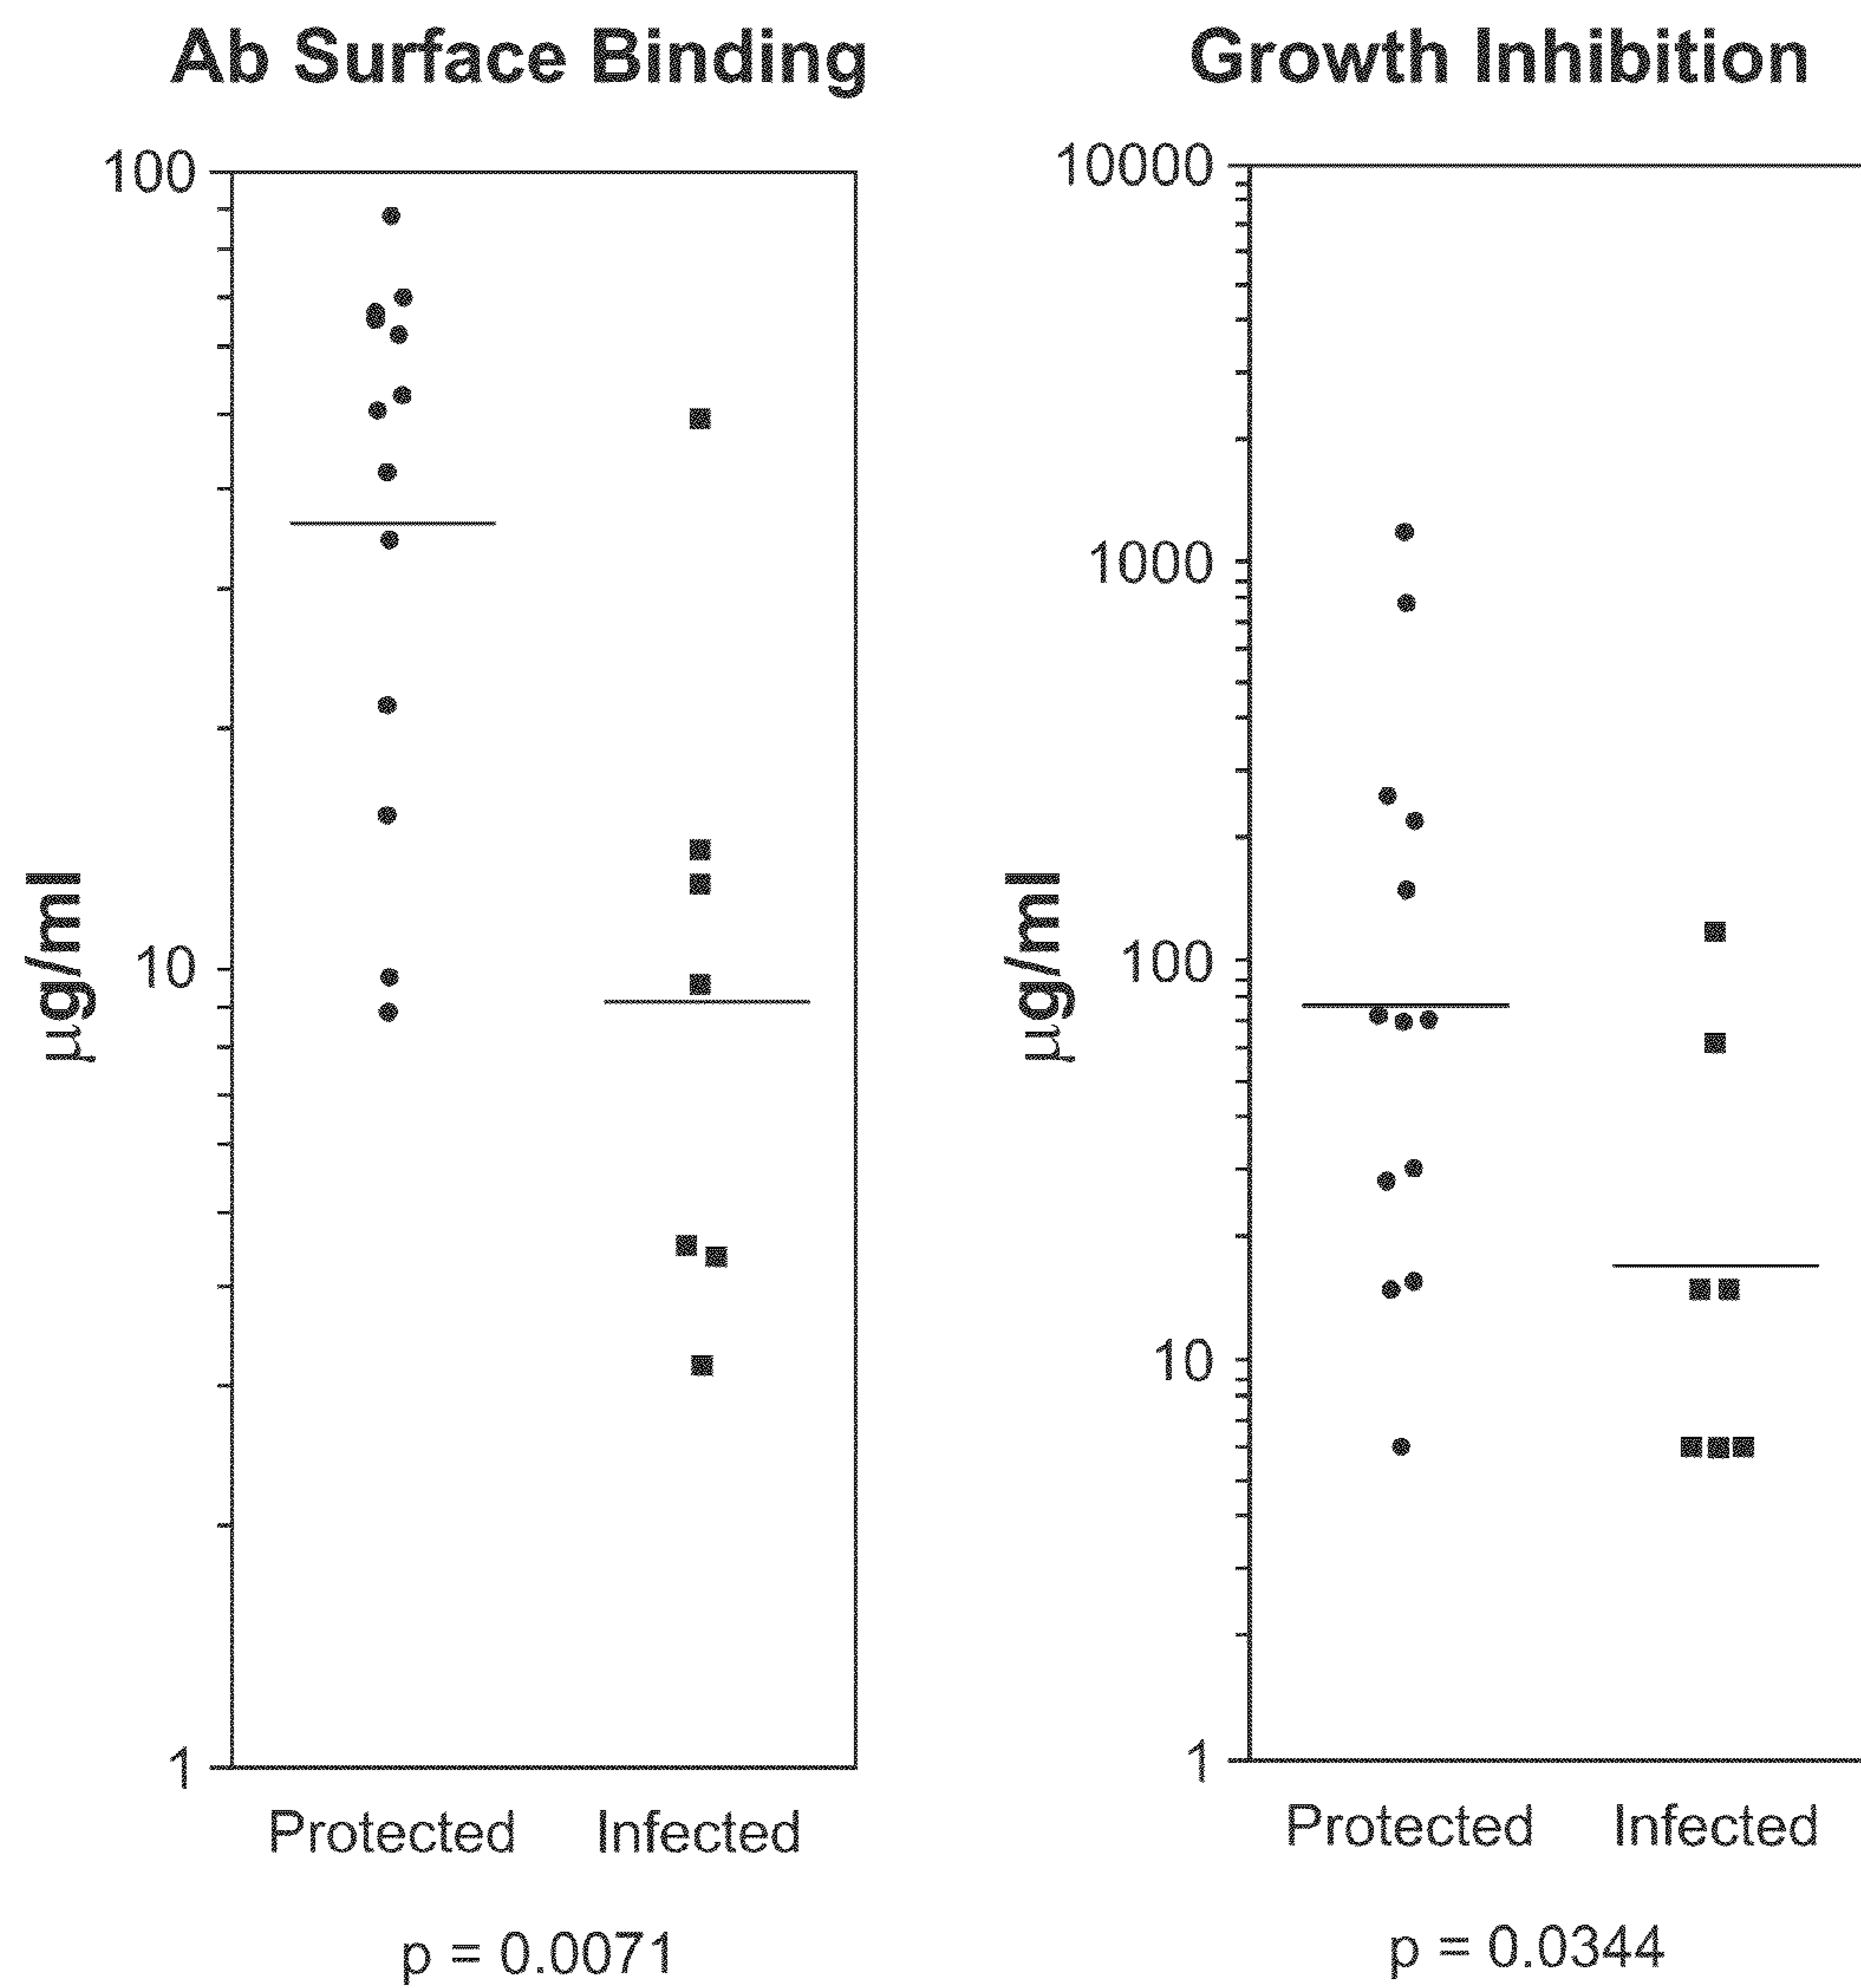 Ab Surface Binding
100
10
1
µg/ml
Protected
Infected
p = 0.0071
Growth Inhibition
10000
1000
100
10
1
µg/ml
Protected
Infected
p = 0.0344